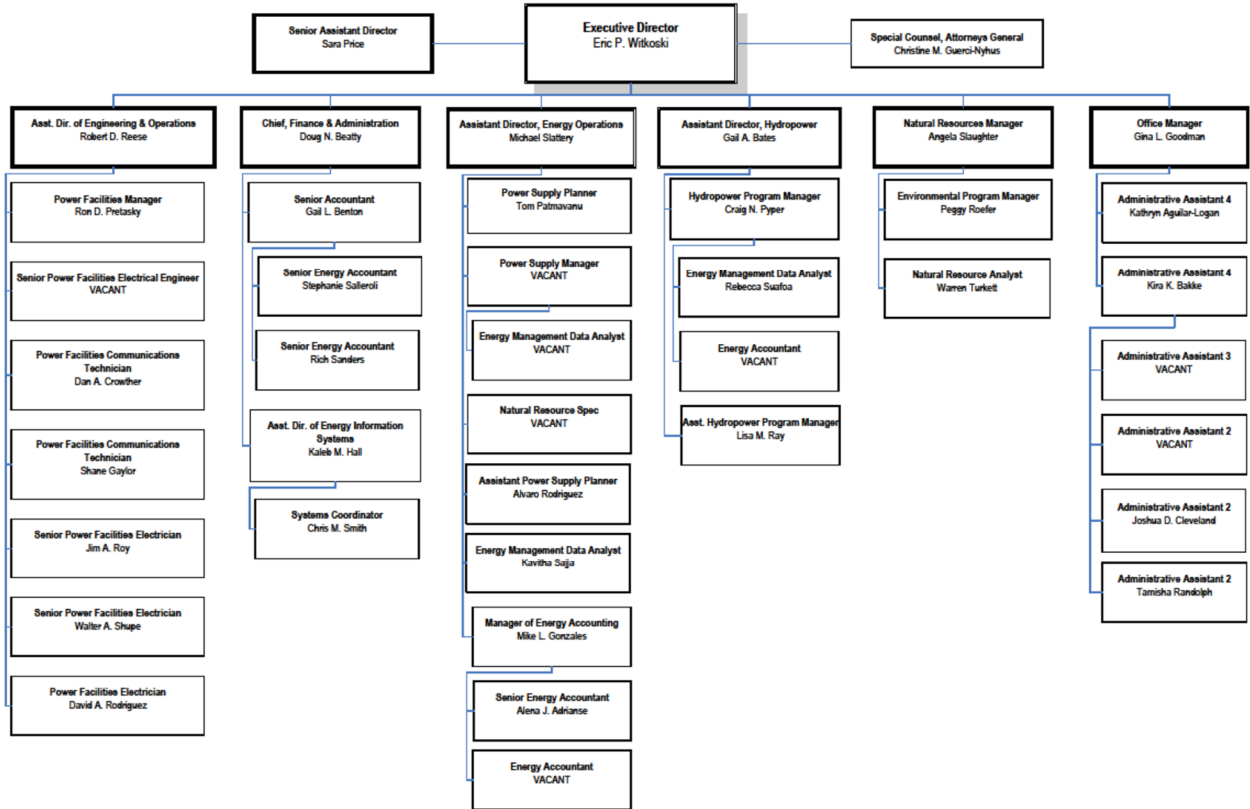 Senior Assistant Director
Sara Price
Executive Director
Eric P. Witkoski
Special Counsel, Attorneys General
Christine M. Guerci-Nyhus
Asst. Dir. of Engineering & Operations
Robert D. Reese
Chief, Finance & Administration
Doug N. Beatty
Assistant Director, Energy Operations
Michael Slattery
Assistant Director, Hydropower
Gail A. Bates
Natural Resources Manager
Angela Slaughter
Office Manager
Gina L. Goodman
Power Facilities Manager
Ron D. Pretasky
Senior Power Facilities Electrical Engineer
VACANT
Power Facilities Communications
Technician
Dan A. Crowther
Power Facilities Communications
Technician
Shane Gaylor
Senior Power Facilities Electrician
Jim A. Roy
Senior Power Facilities Electrician
Walter A. Shupe
Power Facilities Electrician
David A. Rodriguez
Senior Accountant
Gail L. Benton
Senior Energy Accountant
Stephanie Salleroli
Senior Energy Accountant
Rich Sanders
Asst. Dir. of Energy Information
Systems
Kaleb M. Hall
Systems Coordinator
Chris M. Smith
Power Supply Planner
Tom Patmavanu
Power Supply Manager
VACANT
Energy Management Data Analyst
VACANT
Natural Resource Spec
VACANT
Assistant Power Supply Planner
Alvaro Rodriguez
Energy Management Data Analyst
Kavitha Sajja
Manager of Energy Accounting
Mike L. Gonzales
Senior Energy Accountant
Alena J. Adrianse
Energy Accountant
VACANT
Hydropower Program Manager
Craig N. Pyper
Energy Management Data Analyst
Rebecca Suafoa
Energy Accountant
VACANT
Asst. Hydropower Program Manager
Lisa M. Ray
Environmental Program Manager
Peggy Roefer
Natural Resource Analyst
Warren Turkett
Administrative Assistant 4
Kathryn Aguilar-Logan
Administrative Assistant 4
Kira K. Bakke
Administrative Assistant 3
VACANT
Administrative Assistant 2
VACANT
Administrative Assistant 2
Joshua D. Cleveland
Administrative Assistant 2
Tamisha Randolph